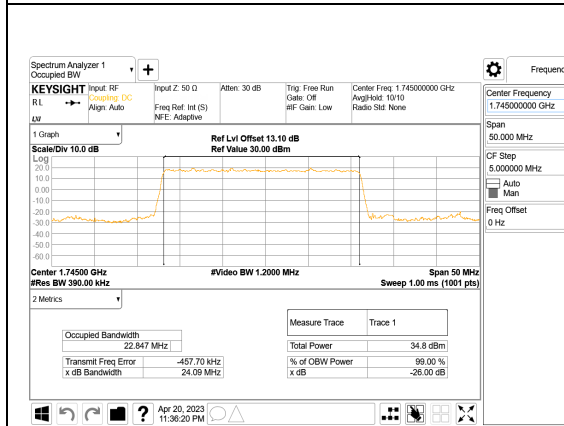 Spectrum Analyzer 1
Occupied BW
Frequenc
KEYSIGHT
RL
LXI
Input: RF
Coupling: DC
Align: Auto
Input Z: 50 Ω
Freq Ref: Int (S)
NFE: Adaptive
Atten: 30 dB
Trig: Free Run
Gate: Off
#IF Gain: Low
Center Freq: 1.745000000 GHz
Avg|Hold: 10/10
Radio Std: None
Center Frequency
1.745000000 GHz
Span
50.000 MHz
CF Step
5.000000 MHz
Auto
Man
Freq Offset
0 Hz
1 Graph
Scale/Div 10.0 dB
Ref Lvl Offset 13.10 dB
Ref Value 30.00 dBm
Log
20.0
10.0
0.00
-10.0
-20.0
-30.0
-40.0
-50.0
-60.0
Center 1.74500 GHz
#Res BW 390.00 kHz
#Video BW 1.2000 MHz
Span 50 MHz
Sweep 1.00 ms (1001 pts)
2 Metrics
Occupied Bandwidth
22.847 MHz
Transmit Freq Error -457.70 kHz
x dB Bandwidth 24.09 MHz
Measure Trace Trace 1
Total Power 34.8 dBm
% of OBW Power 99.00 %
x dB -26.00 dB
?
Apr 20, 2023
11:36:20 PM